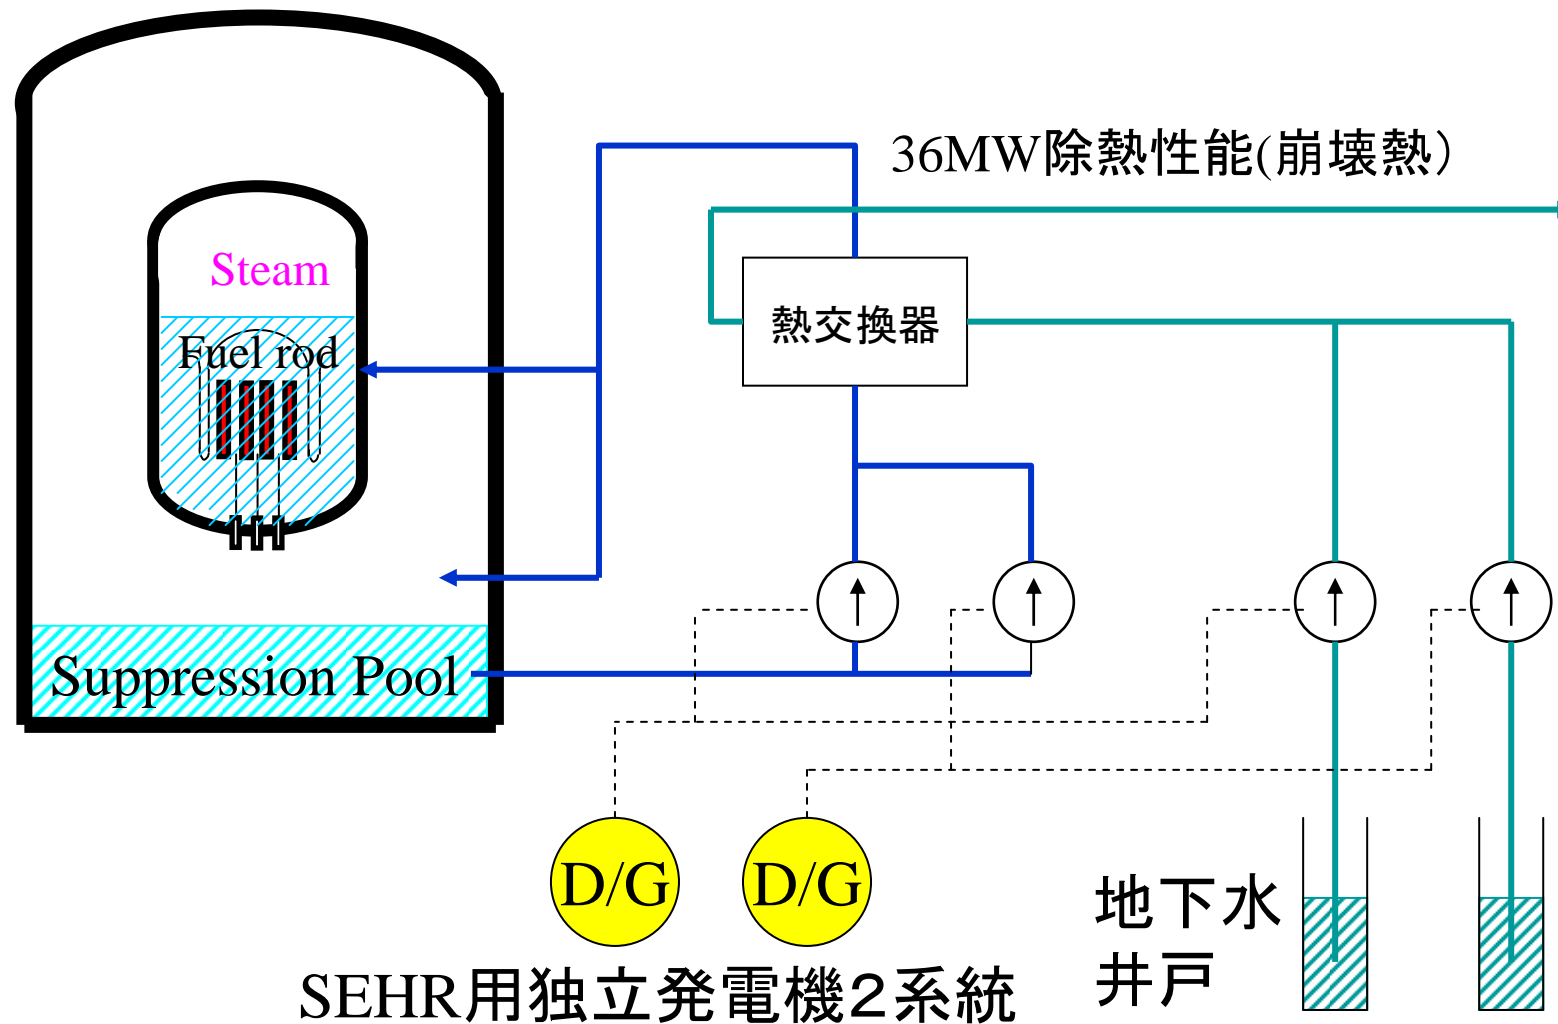 36MW除熱性能(崩壊熱）
Steam
熱交換器
Fuel rod
Suppression Pool
D/G
D/G
地下水
井戸
SEHR用独立発電機２系統